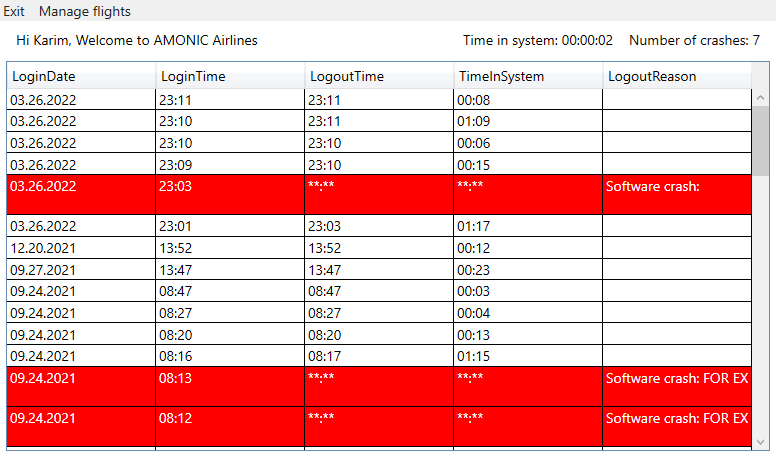 Exit Manage flights
Hi Karim, Welcome to AMONIC Airlines Time in system: 00:00:02 Number of crashes: 7
LoginDate LoginTime LogoutTime TimeInSystem LogoutReason
03.26.2022 23:11 23:11 00:08
03.26.2022 23:10 23:11 01:09
03.26.2022 23:10 23:10 00:06
03.26.2022 23:09 23:10 00:15
03.26.2022 23:03 **:** **:** Software crash:
03.26.2022 23:01 23:03 01:17
12.20.2021 13:52 13:52 00:12
09.27.2021 13:47 13:47 00:23
09.24.2021 08:47 08:47 00:03
09.24.2021 08:27 08:27 00:04
09.24.2021 08:20 08:20 00:13
09.24.2021 08:16 08:17 01:15
09.24.2021 08:13 **:** **:** Software crash: FOR EX
09.24.2021 08:12 **:** **:** Software crash: FOR EX